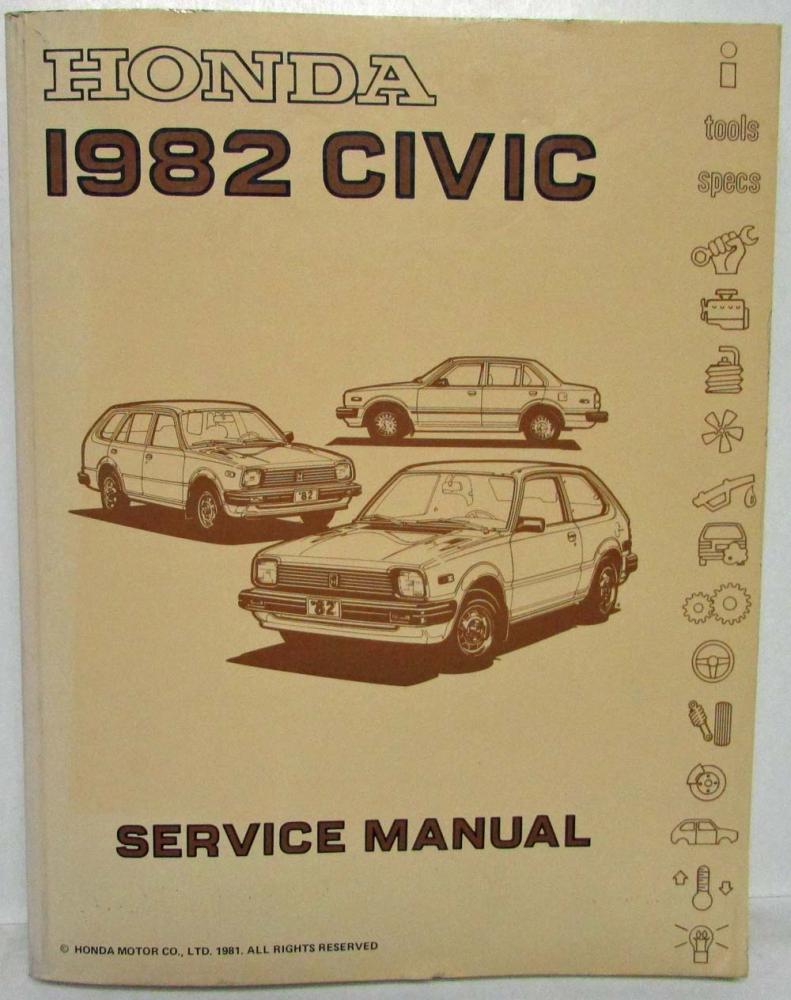 HONDA
1982 CIVIC
i
tools
specs
'82
'82
SERVICE MANUAL
© HONDA MOTOR CO., LTD. 1981. ALL RIGHTS RESERVED